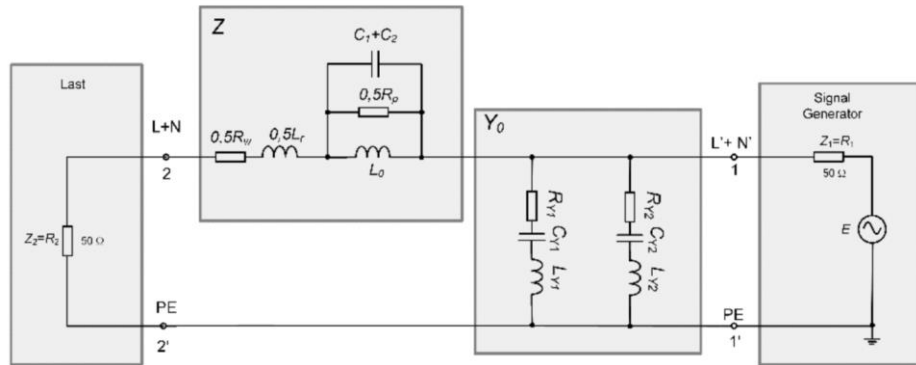 Z
C1+C2
0,5Rp
0.5Rw
0,5Lr
L0
Last
L+N
2
Z2=R2
50 Ω
PE
2'
Y0
RY1
CY1
LY1
RY2
CY2
LY2
L'+ N'
1
PE
1'
Signal
Generator
Z1=R1
50 Ω
E